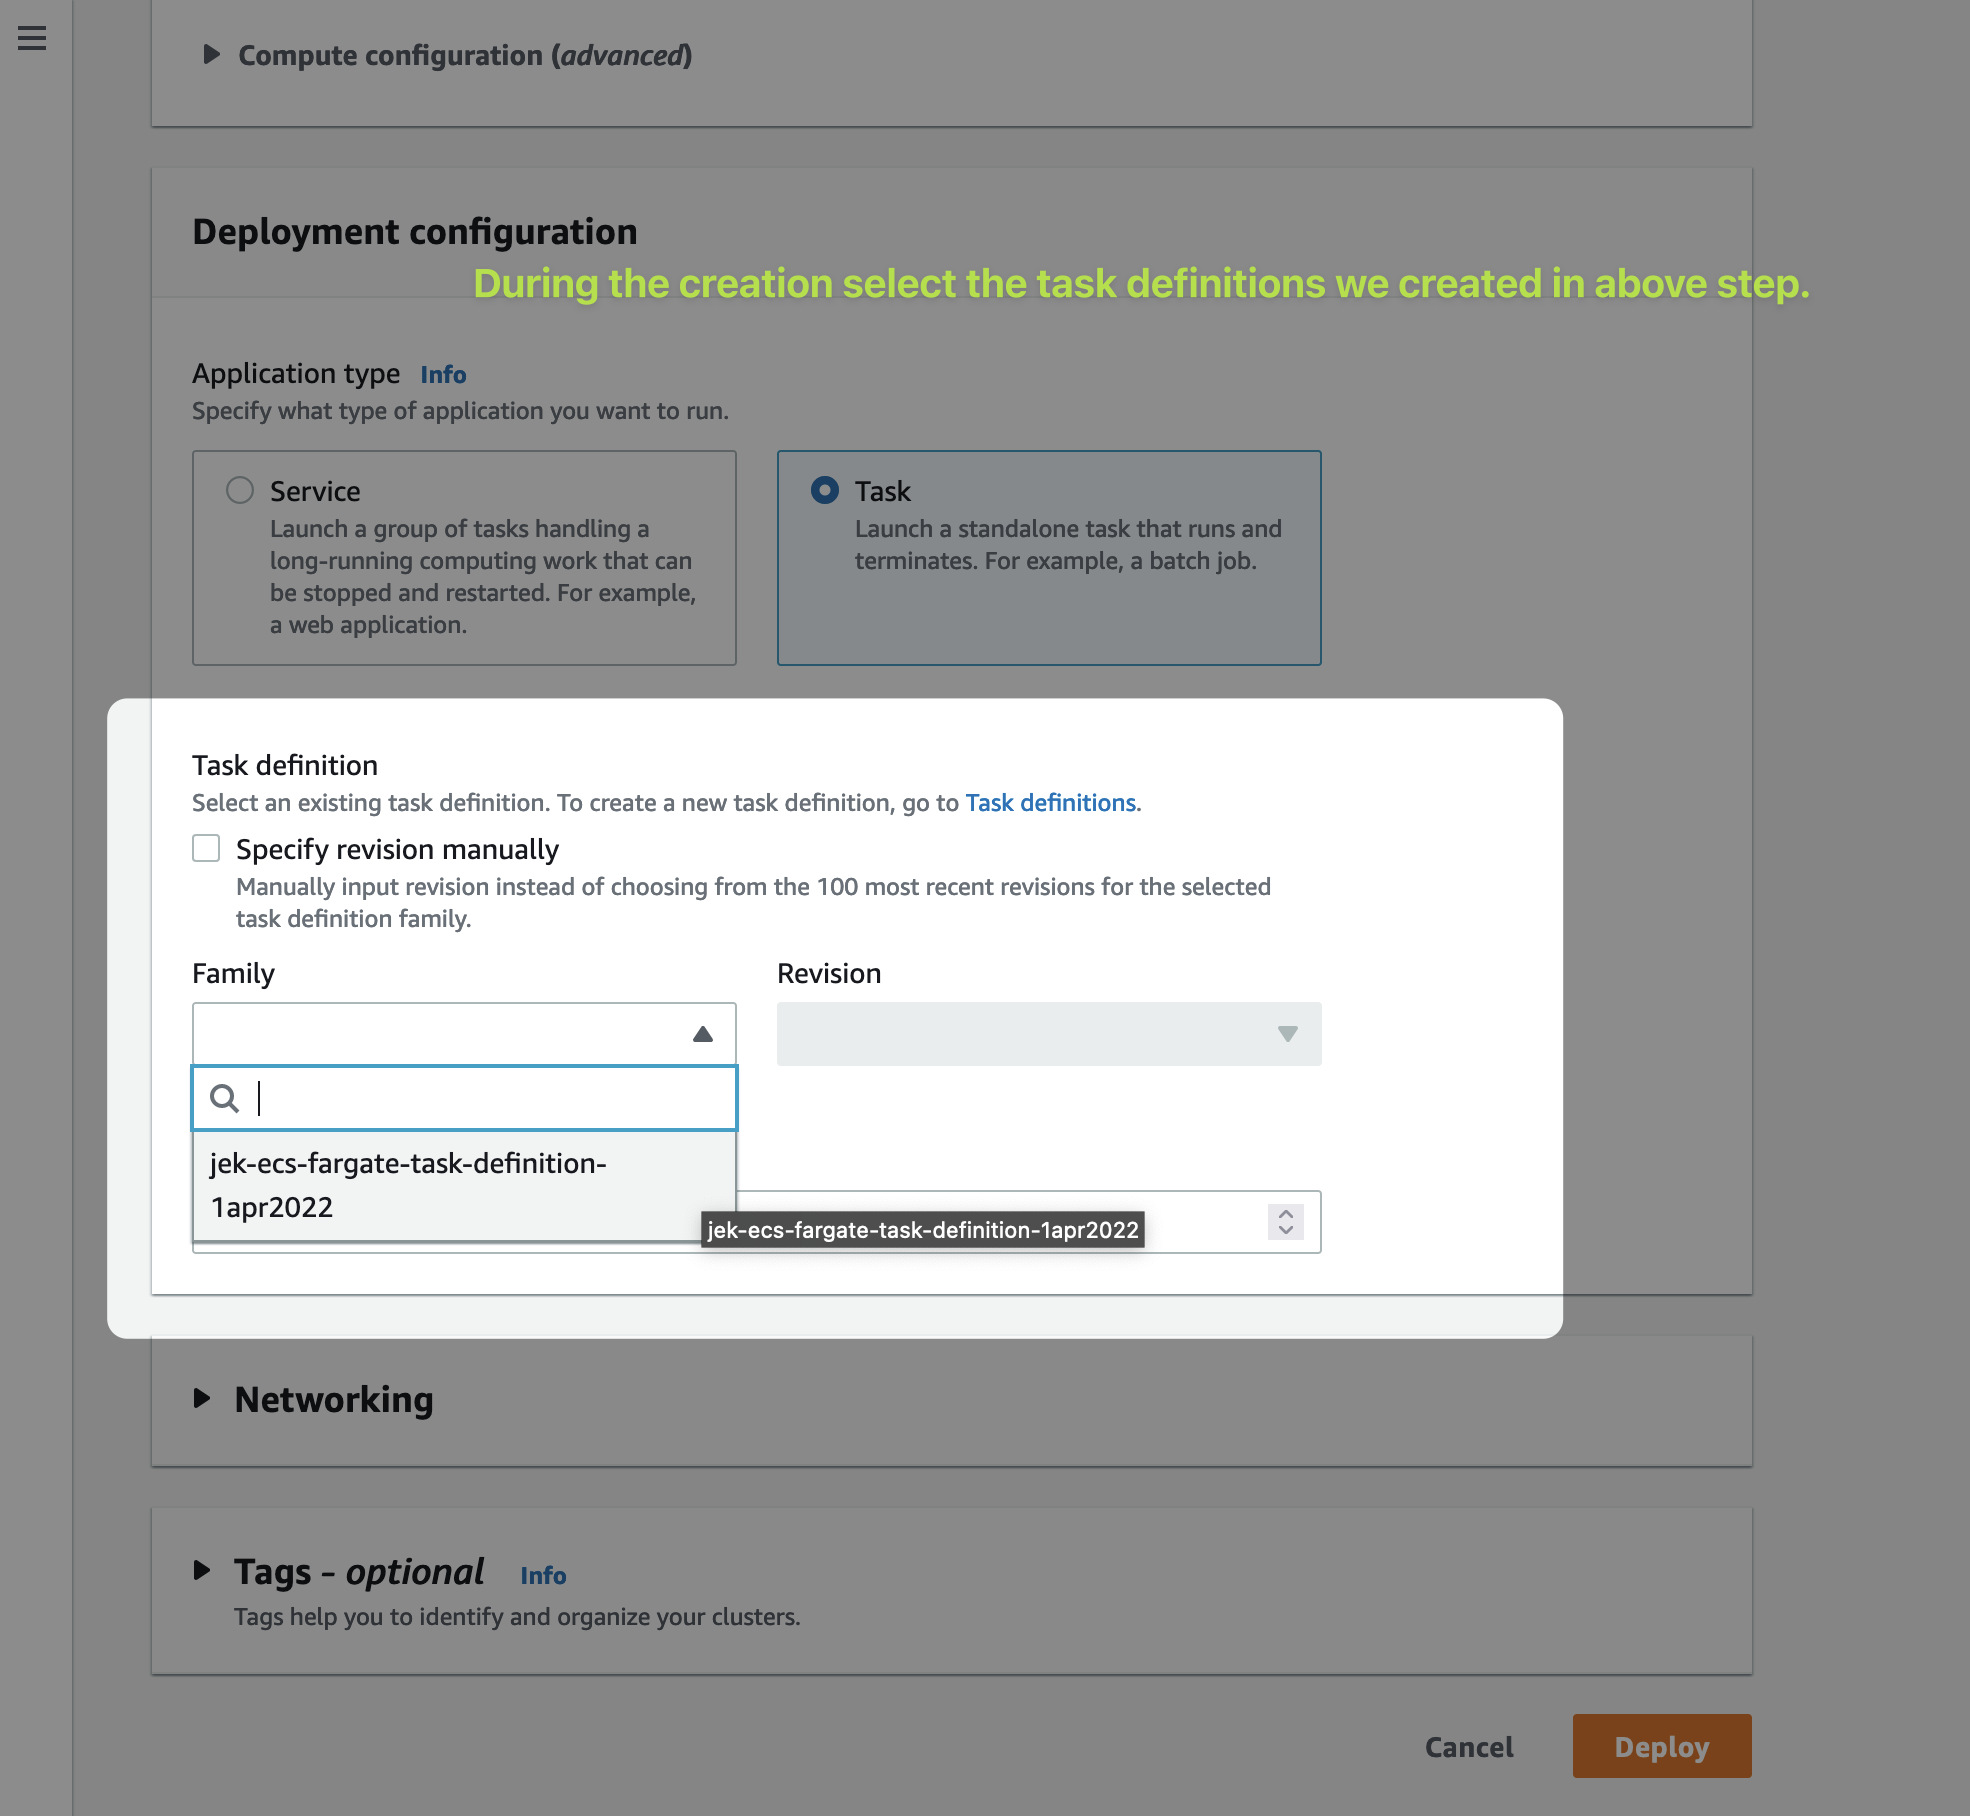 Compute configuration (advanced)
Deployment configuration
During the creation select the task definitions we created in above step.
Application type Info
Specify what type of application you want to run.
Service
Launch a group of tasks handling a
long-running computing work that can
be stopped and restarted. For example,
a web application.
Task
Launch a standalone task that runs and
terminates. For example, a batch job.
Task definition
Select an existing task definition. To create a new task definition, go to Task definitions.
Specify revision manually
Manually input revision instead of choosing from the 100 most recent revisions for the selected
task definition family.
Family
Revision
jek-ecs-fargate-task-definition-
1apr2022
jek-ecs-fargate-task-definition-1apr2022
Networking
Tags - optional Info
Tags help you to identify and organize your clusters.
Cancel
Deploy